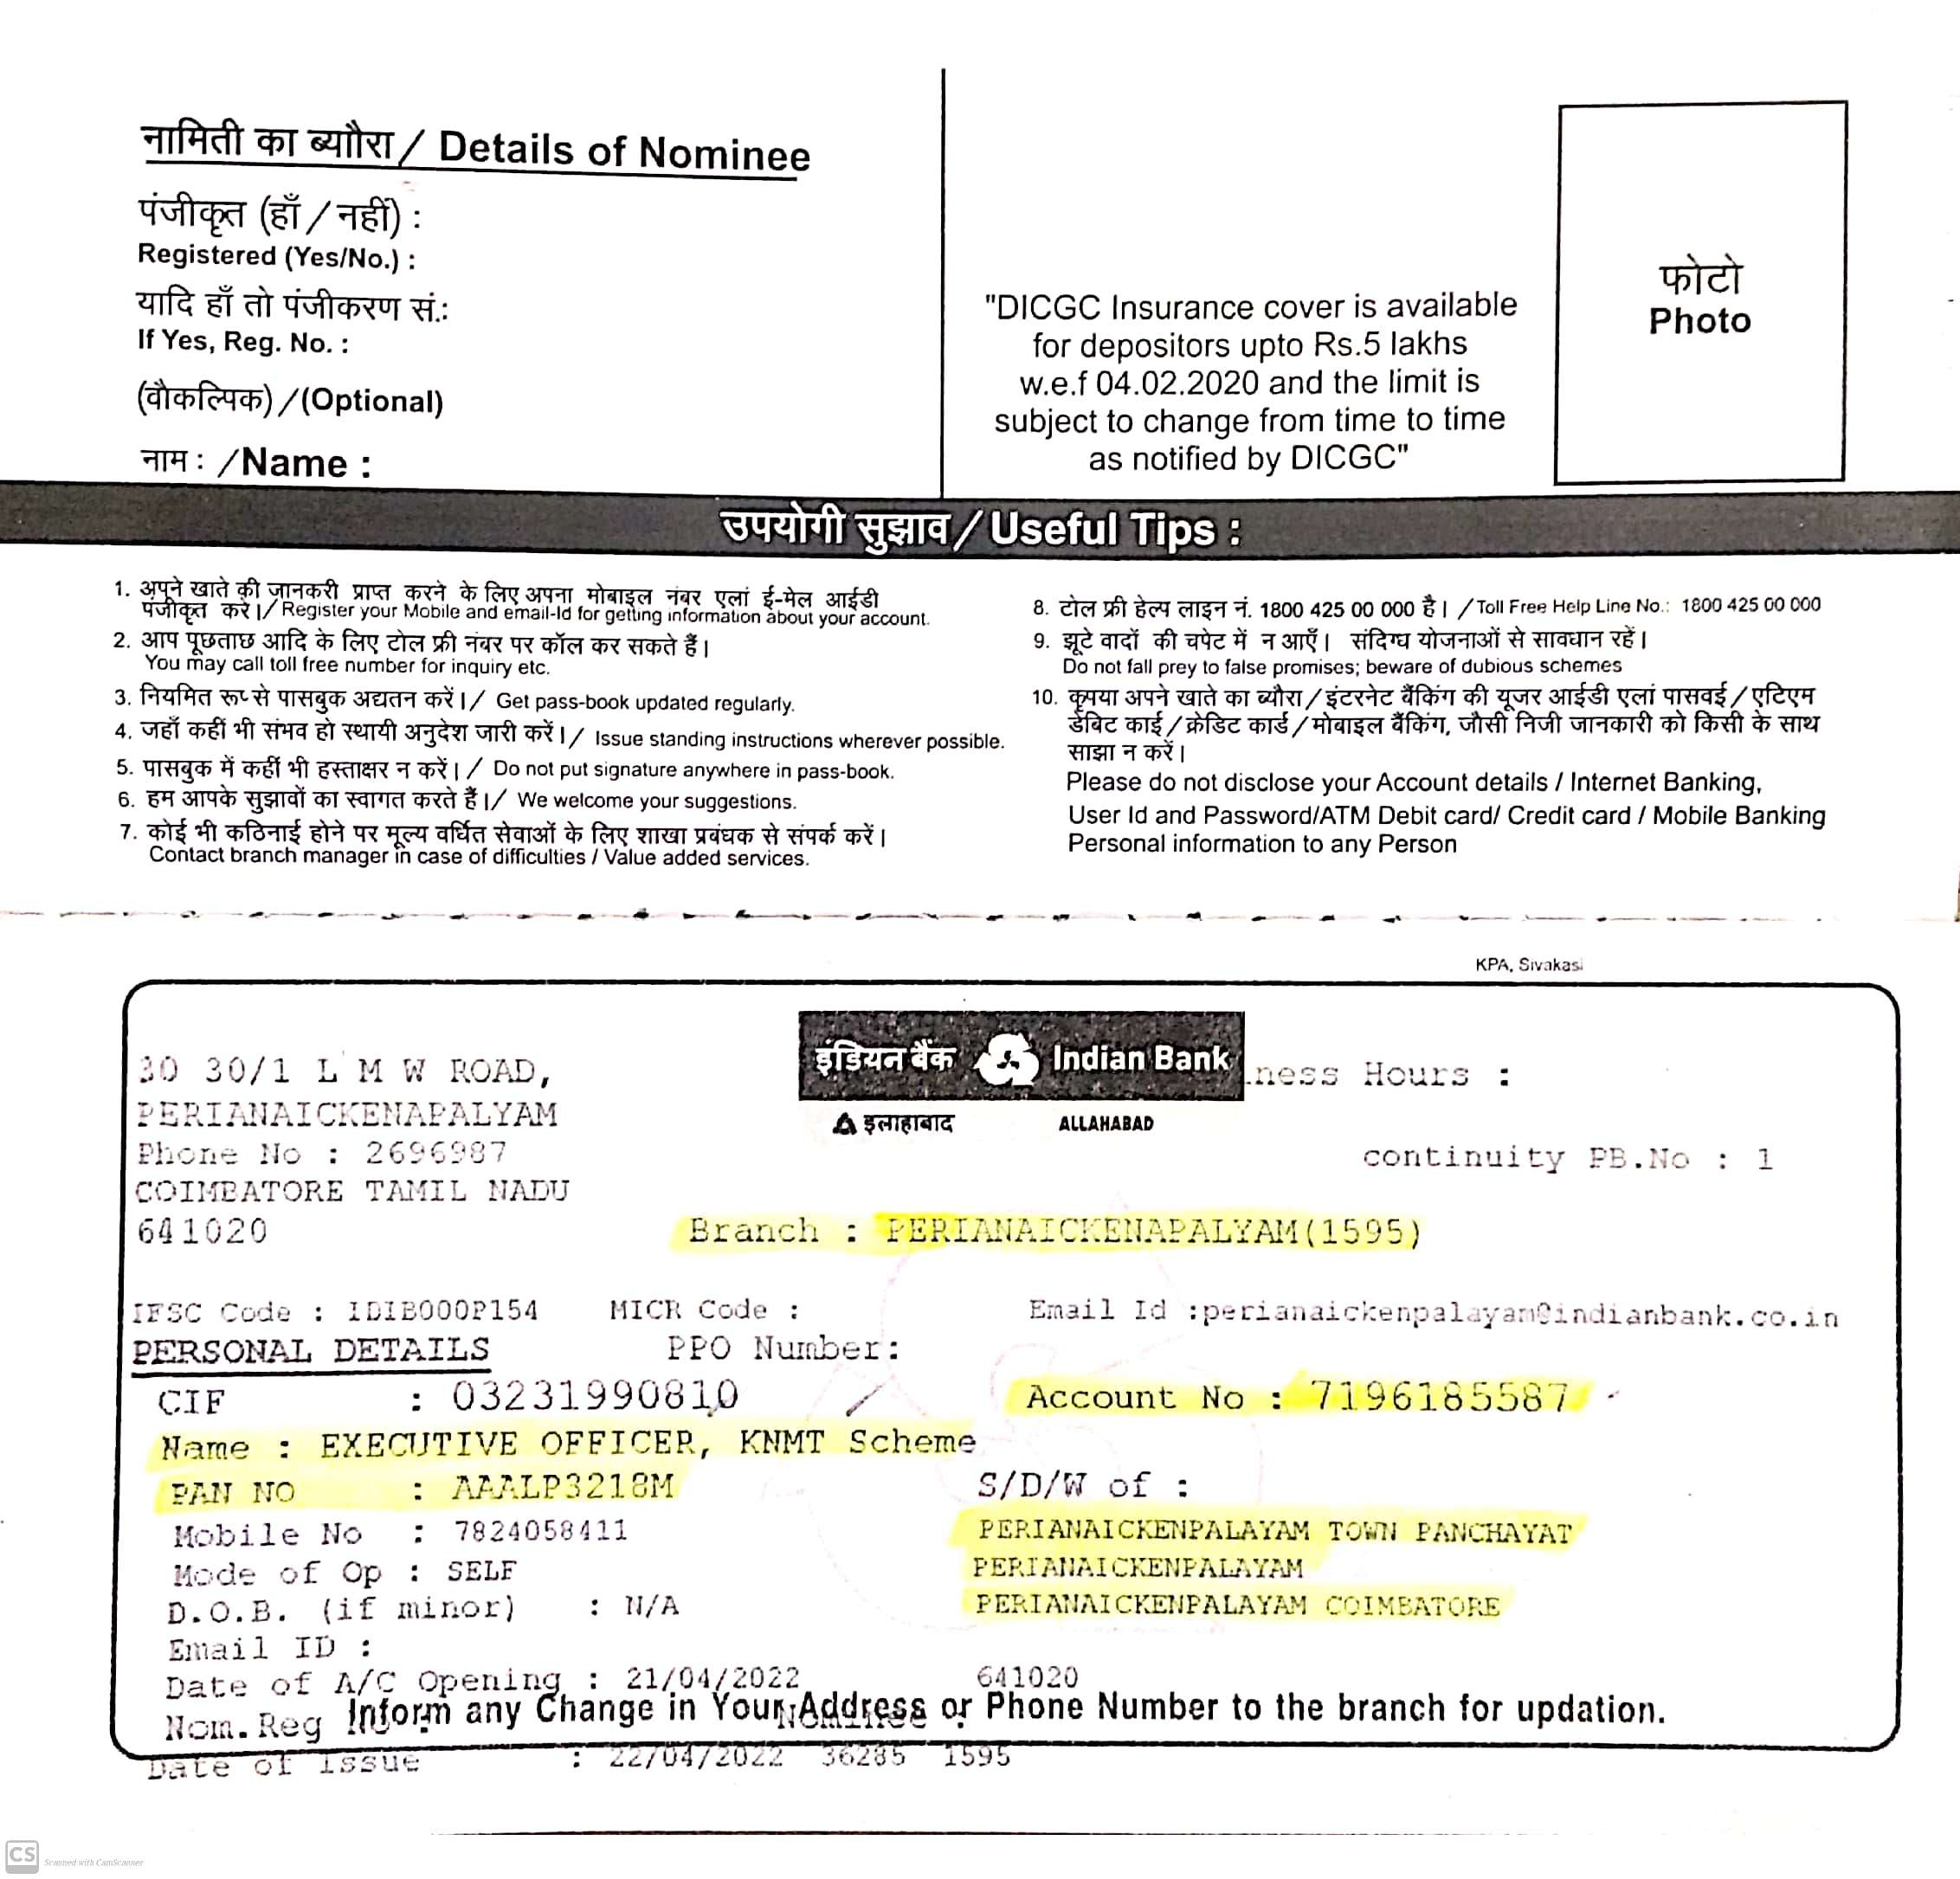 नामिती का ब्यौरा / Details of Nominee
पंजीकृत (हाँ / नहीं) :
Registered (Yes/No.) :
यादि हाँ तो पंजीकरण सं.:
If Yes, Reg. No. :
(वौकल्पिक) / (Optional)
नाम : /Name :
"DICGC Insurance cover is available
for depositors upto Rs.5 lakhs
w.e.f 04.02.2020 and the limit is
subject to change from time to time
as notified by DICGC"
फोटो
Photo
उपयोगी सुझाव / Useful Tips :
1. अपने खाते की जानकरी प्राप्त करने के लिए अपना मोबाइल नंबर एलां ई-मेल आईडी
पंजीकृत करें।/ Register your Mobile and email-Id for getting information about your account.
2. आप पूछताछ आदि के लिए टोल फ्री नंबर पर कॉल कर सकते हैं।
You may call toll free number for inquiry etc.
3. नियमित रूप से पासबुक अद्यतन करें।/ Get pass-book updated regularly.
4. जहाँ कहीं भी संभव हो स्थायी अनुदेश जारी करें।/ Issue standing instructions wherever possible.
5. पासबुक में कहीं भी हस्ताक्षर न करें। / Do not put signature anywhere in pass-book.
6. हम आपके सुझावों का स्वागत करते हैं।/ We welcome your suggestions.
7. कोई भी कठिनाई होने पर मूल्य वर्धित सेवाओं के लिए शाखा प्रबंधक से संपर्क करें।
Contact branch manager in case of difficulties / Value added services.
8. टोल फ्री हेल्प लाइन नं. 1800 425 00 000 है। / Toll Free Help Line No.: 1800 425 00 000
9. झूटे वादों की चपेट में न आएँ। संदिग्ध योजनाओं से सावधान रहें।
Do not fall prey to false promises; beware of dubious schemes
10. कृपया अपने खाते का ब्यौरा / इंटरनेट बैंकिंग की यूजर आईडी एलां पासवई / एटिएम
डेबिट काई / क्रेडिट कार्ड / मोबाइल बैंकिंग, जौसी निजी जानकारी को किसी के साथ
साझा न करें।
Please do not disclose your Account details / Internet Banking,
User Id and Password/ATM Debit card/ Credit card / Mobile Banking
Personal information to any Person
KPA, Sivakasi
इंडियन बैंक Indian Bank
इलाहाबाद ALLAHABAD
30 30/1 L M W ROAD,
.ness Hours :
PERIANAICKENAPALYAM
Phone No : 2696987
continuity PB.No : 1
COIMBATORE TAMIL NADU
641020
Branch : PERIANAICKENAPALYAM(1595)
IFSC Code : IDIB000P154 MICR Code : Email Id :perianaickenpalayam@indianbank.co.in
PERSONAL DETAILS PPO Number:
CIF : 03231990810 Account No : 7196185587
Name : EXECUTIVE OFFICER, KNMT Scheme
PAN NO : AAALP3218M S/D/W of :
Mobile No : 7824058411 PERIANAICKENPALAYAM TOWN PANCHAYAT
Mode of Op : SELF PERIANAICKENPALAYAM
D.O.B. (if minor) : N/A PERIANAICKENPALAYAM COIMBATORE
Email ID :
Date of A/C Opening : 21/04/2022 641020
Nom.Reg
Inform any Change in Your Address or Phone Number to the branch for updation.
Date of Issue : 22/04/2022 36285 1595
CS Scanned with CamScanner